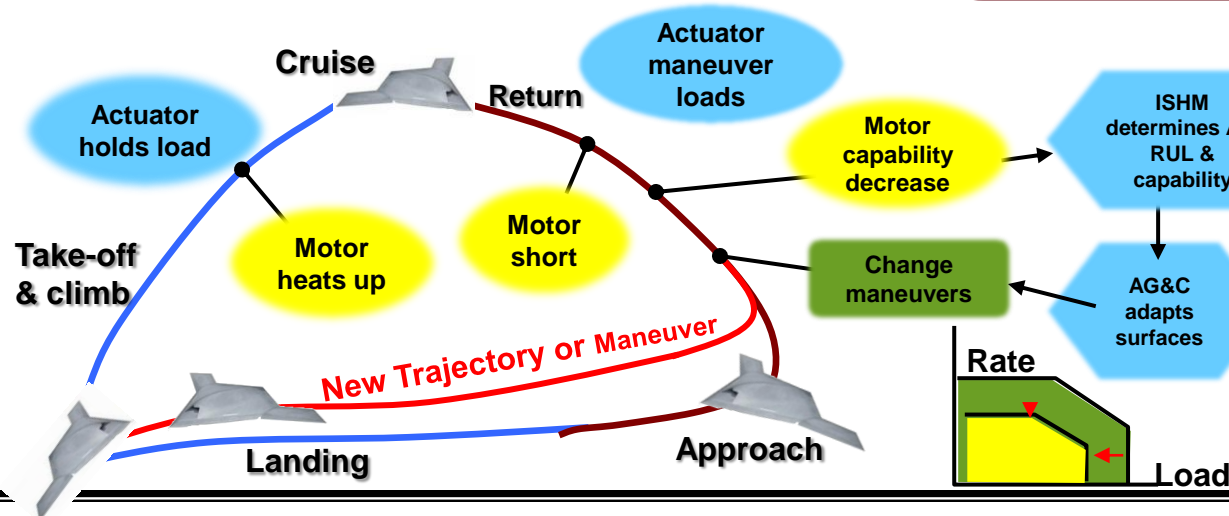 Cruise
Return
Actuator
maneuver
loads
Actuator
holds load
Motor
capability
decrease
ISHM
determines
RUL &
capability
Motor
heats up
Motor
short
Take-off
& climb
Change
maneuvers
AG&C
adapts
surfaces
New Trajectory or Maneuver
Rate
Load
Landing
Approach